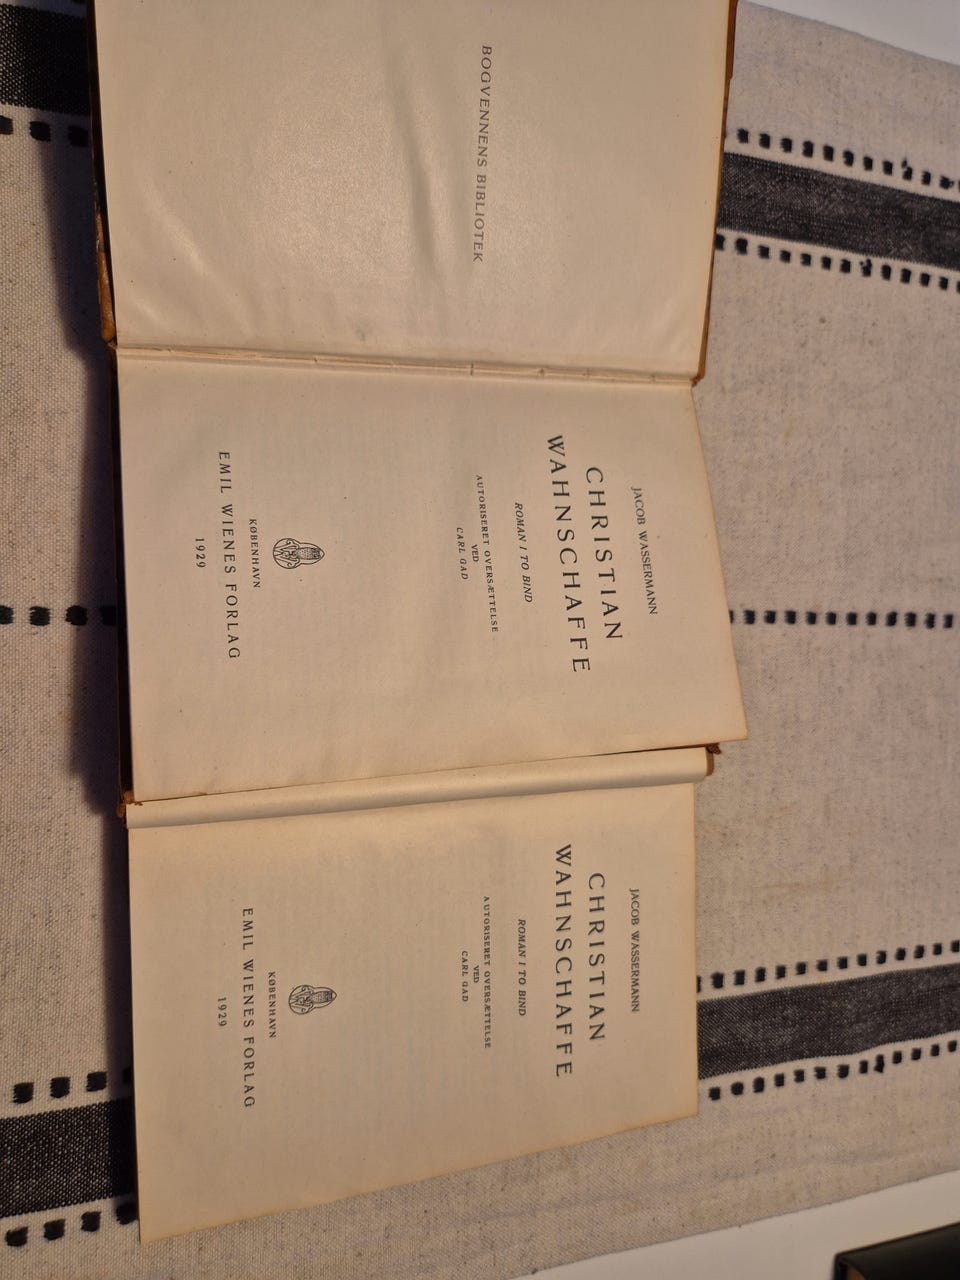 BOGVENNENS BIBLIOTEK
JACOB WASSERMANN
CHRISTIAN
WAHNSCHAFFE
ROMAN I TO BIND
AUTORISERET OVERSÆTTELSE
VED
CARL GAD
KØBENHAVN
EMIL WIENES FORLAG
1929
JACOB WASSERMANN
CHRISTIAN
WAHNSCHAFFE
ROMAN I TO BIND
AUTORISERET OVERSÆTTELSE
VED
CARL GAD
KØBENHAVN
EMIL WIENES FORLAG
1929